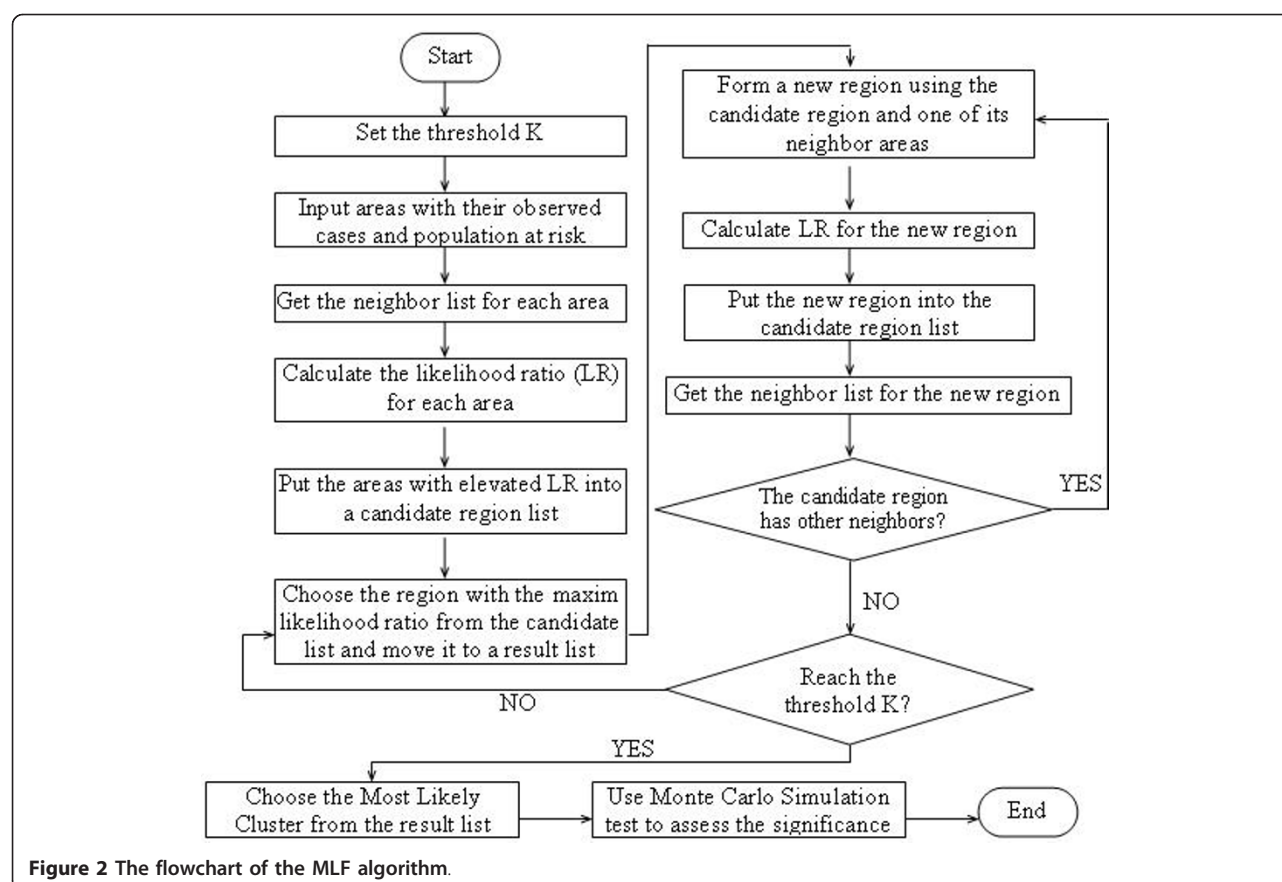 Start
Set the threshold K
Input areas with their observed
cases and population at risk
Get the neighbor list for each area
Calculate the likelihood ratio (LR)
for each area
Put the areas with elevated LR into
a candidate region list
Choose the region with the maxim
likelihood ratio from the candidate
list and move it to a result list
Form a new region using the
candidate region and one of its
neighbor areas
Calculate LR for the new region
Put the new region into the
candidate region list
Get the neighbor list for the new region
The candidate region
has other neighbors?
YES
NO
Reach the
threshold K?
NO
YES
Choose the Most Likely
Cluster from the result list
Use Monte Carlo Simulation
test to assess the significance
End
Figure 2 The flowchart of the MLF algorithm.